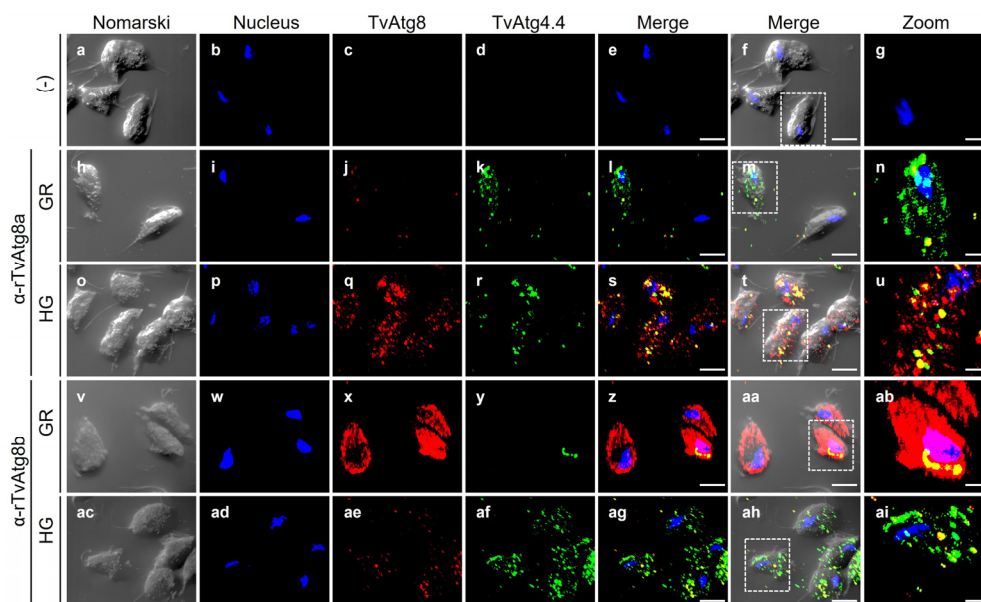 Nomarski Nucleus TvAtg8 TvAtg4.4 Merge Merge Zoom
(-)
a b c d e f g
α-rTvAtg8a
GR
h i j k l m n
HG
o p q r s t u
α-rTvAtg8b
GR
v w x y z aa ab
HG
ac ad ae af ag ah ai